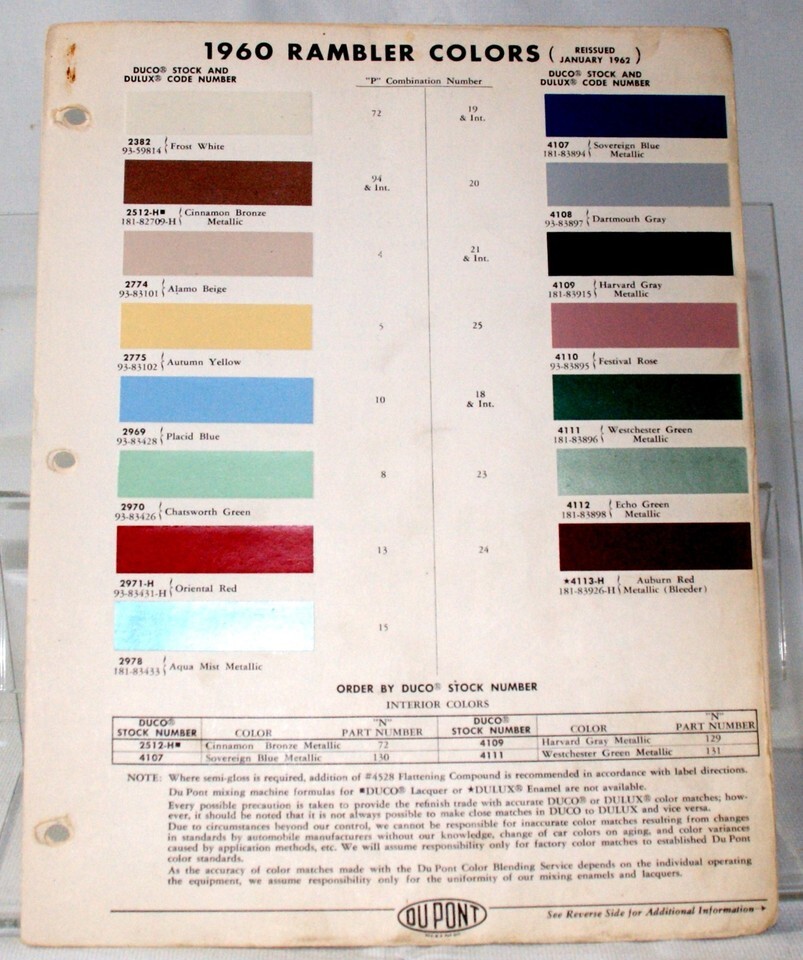 1960 RAMBLER COLORS ( REISSUED JANUARY 1962 )
DUCO® STOCK AND
DULUX® CODE NUMBER
"P" Combination Number
DUCO® STOCK AND
DULUX® CODE NUMBER
2382
93-59814 Frost White
72
2512-H■ Cinnamon Bronze
181-82709-H Metallic
94
& Int.
2774
93-83101 Alamo Beige
4
2775
93-83102 Autumn Yellow
5
2969
93-83428 Placid Blue
10
2970
93-83426 Chatsworth Green
8
2971-H
93-83431-H Oriental Red
13
2978
181-83433 Aqua Mist Metallic
15
19
& Int.
4107 Sovereign Blue
181-83894 Metallic
20
4108
93-83897 Dartmouth Gray
21
& Int.
4109 Harvard Gray
181-83915 Metallic
25
4110
93-83895 Festival Rose
18
& Int.
4111 Westchester Green
181-83896 Metallic
23
4112 Echo Green
181-83898 Metallic
24
★4113-H Auburn Red
181-83926-H Metallic (Bleeder)
ORDER BY DUCO® STOCK NUMBER
INTERIOR COLORS
DUCO® STOCK NUMBER COLOR "N" PART NUMBER DUCO® STOCK NUMBER COLOR "N" PART NUMBER
2512-H■ Cinnamon Bronze Metallic 72 4109 Harvard Gray Metallic 129
4107 Sovereign Blue Metallic 130 4111 Westchester Green Metallic 131
NOTE: Where semi-gloss is required, addition of #4528 Flattening Compound is recommended in accordance with label directions.
Du Pont mixing machine formulas for ■DUCO® Lacquer or ★DULUX® Enamel are not available.
Every possible precaution is taken to provide the refinish trade with accurate DUCO® or DULUX® color matches; how-
ever, it should be noted that it is not always possible to make close matches in DUCO to DULUX and vice versa.
Due to circumstances beyond our control, we cannot be responsible for inaccurate color matches resulting from changes
in standards by automobile manufacturers without our knowledge, change of car colors on aging, and color variances
caused by application methods, etc. We will assume responsibility only for factory color matches to established Du Pont
color standards.
As the accuracy of color matches made with the Du Pont Color Blending Service depends on the individual operating
the equipment, we assume responsibility only for the uniformity of our mixing enamels and lacquers.
DU PONT
See Reverse Side for Additional Information